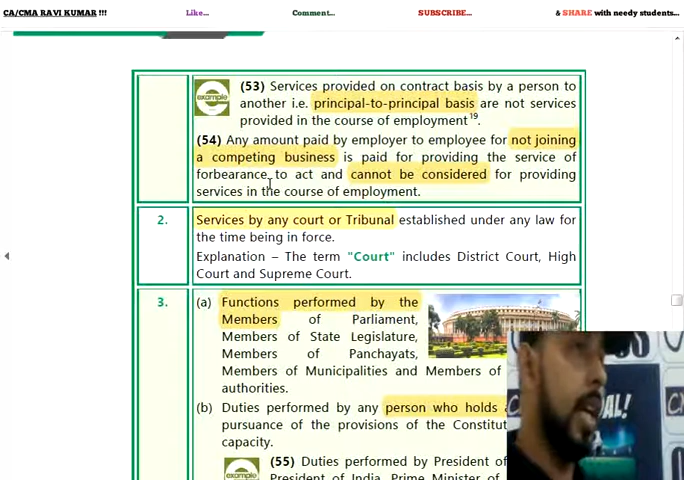 CA/CMA RAVI KUMAR !!!
Like...
Comment...
SUBSCRIBE...
& SHARE with needy students...
example
(53) Services provided on contract basis by a person to
another i.e. principal-to-principal basis are not services
provided in the course of employment19.
(54) Any amount paid by employer to employee for not joining
a competing business is paid for providing the service of
forbearance to act and cannot be considered for providing
services in the course of employment.
2. Services by any court or Tribunal established under any law for
the time being in force.
Explanation – The term "Court" includes District Court, High
Court and Supreme Court.
3. (a) Functions performed by the
Members of Parliament,
Members of State Legislature,
Members of Panchayats,
Members of Municipalities and Members of
authorities.
(b) Duties performed by any person who holds
pursuance of the provisions of the
capacity.
example
(55) Duties performed by President of
President of India, Prime Minister of